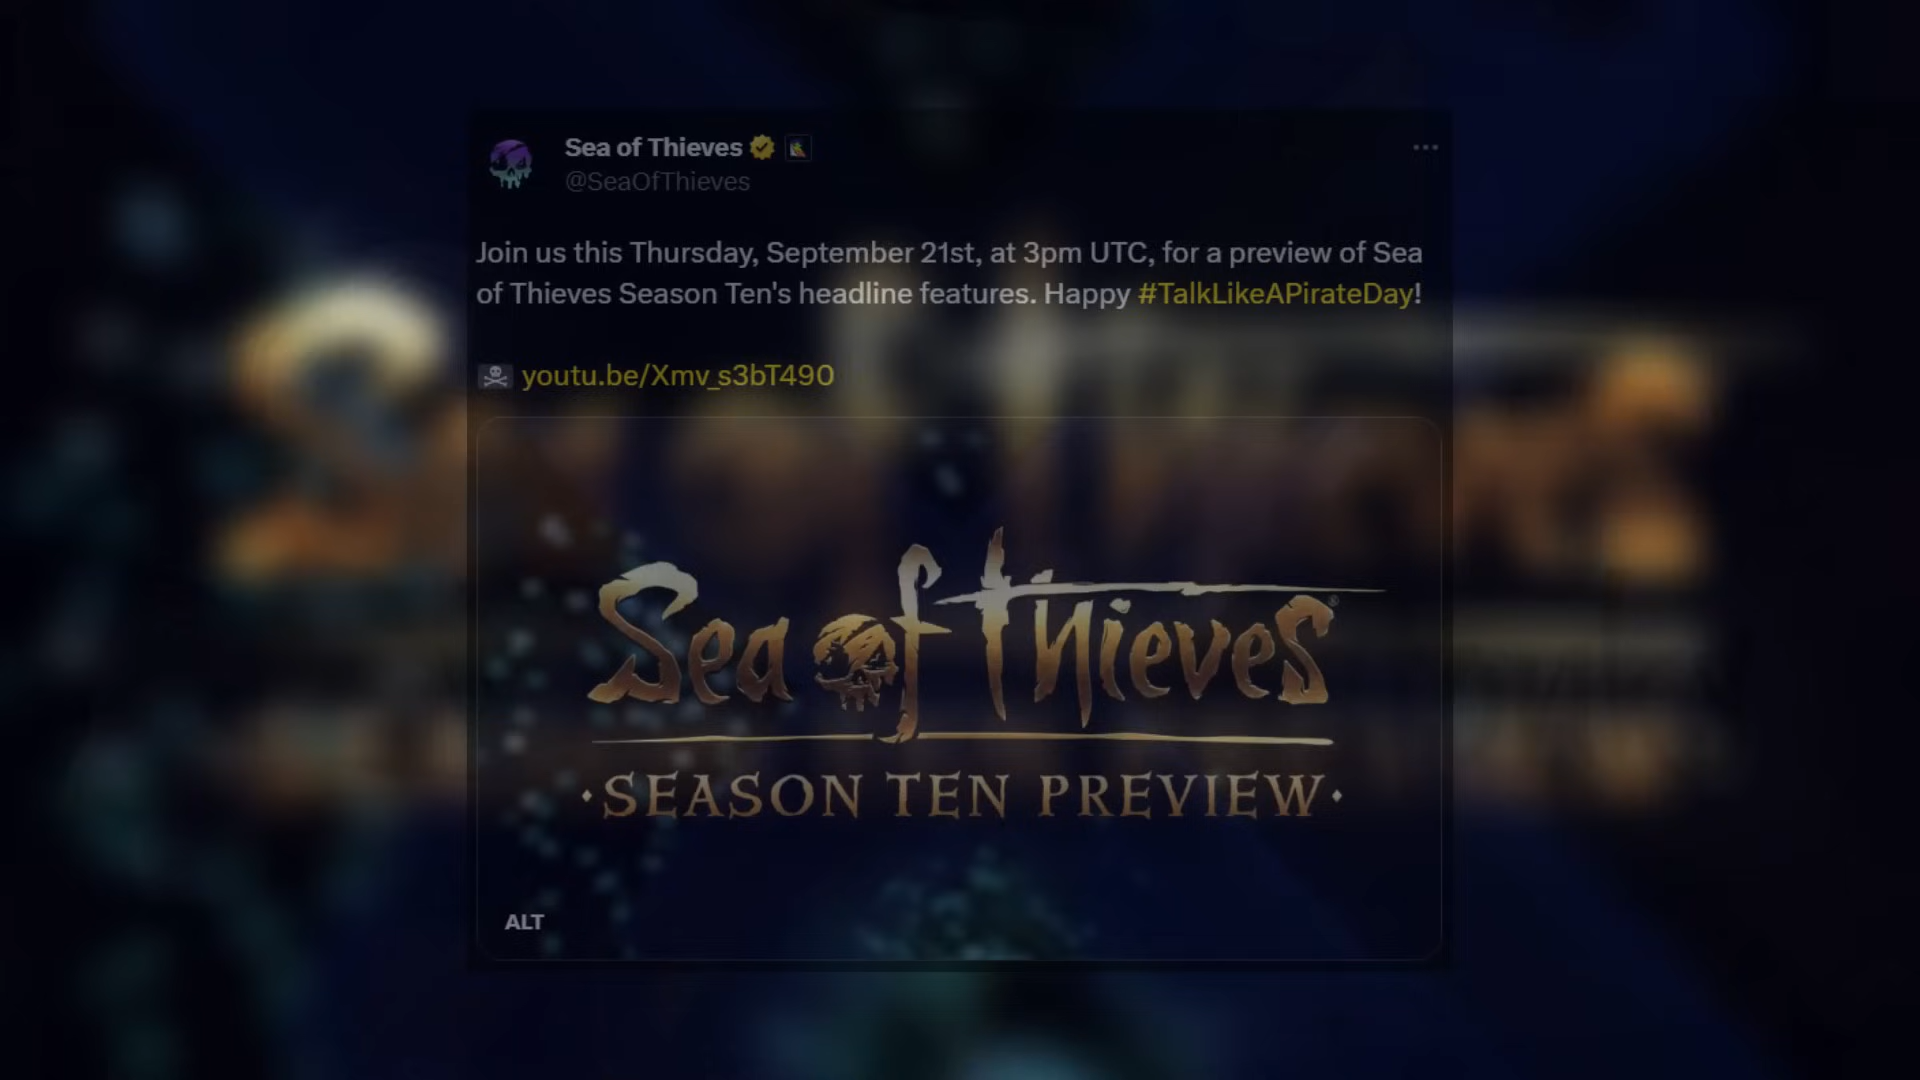 Sea of Thieves
@SeaOfThieves
Join us this Thursday, September 21st, at 3pm UTC, for a preview of Sea
of Thieves Season Ten's headline features. Happy #TalkLikeAPirateDay!
youtu.be/Xmv_s3bT49O
Sea of Thieves®
·SEASON TEN PREVIEW·
ALT